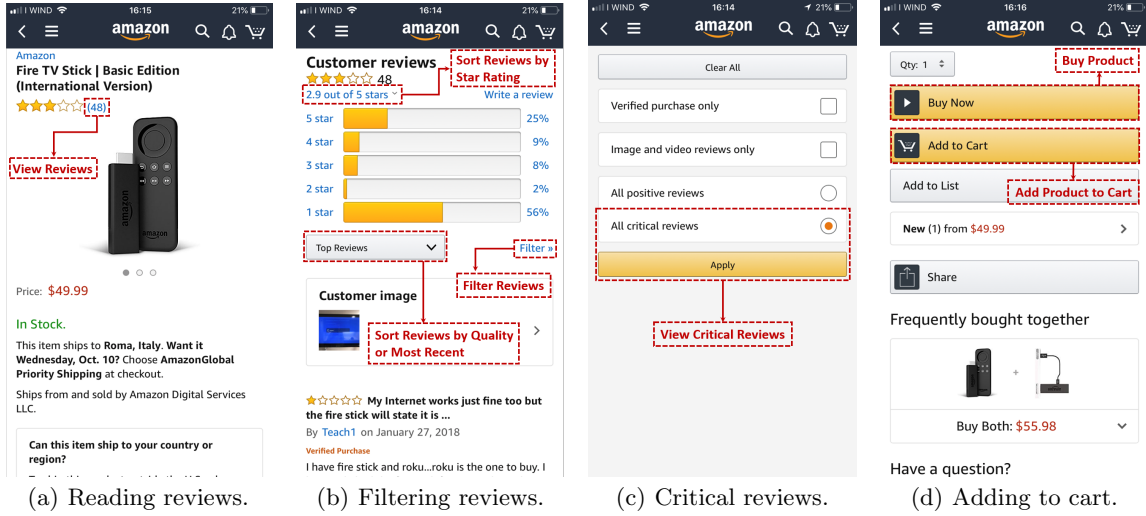 I WIND 16:15 21%
amazon
Amazon
Fire TV Stick | Basic Edition
(International Version)
(48)
View Reviews
amazon
amazon
Price: $49.99
In Stock.
This item ships to Roma, Italy. Want it
Wednesday, Oct. 10? Choose AmazonGlobal
Priority Shipping at checkout.
Ships from and sold by Amazon Digital Services
LLC.
Can this item ship to your country or
region?
(a) Reading reviews.
I WIND 16:14 21%
amazon
Customer reviews
48
Sort Reviews by
Star Rating
2.9 out of 5 stars
Write a review
5 star 25%
4 star 9%
3 star 8%
2 star 2%
1 star 56%
Top Reviews
Filter »
Filter Reviews
Customer image
Sort Reviews by Quality
or Most Recent
My Internet works just fine too but
the fire stick will state it is ...
By Teach1 on January 27, 2018
Verified Purchase
I have fire stick and roku...roku is the one to buy. I
(b) Filtering reviews.
I WIND 16:14 21%
amazon
Clear All
Verified purchase only
Image and video reviews only
All positive reviews
All critical reviews
Apply
View Critical Reviews
(c) Critical reviews.
I WIND 16:16 21%
amazon
Qty: 1
Buy Product
Buy Now
Add to Cart
Add to List
Add Product to Cart
New (1) from $49.99
Share
Frequently bought together
+
Buy Both: $55.98
Have a question?
(d) Adding to cart.